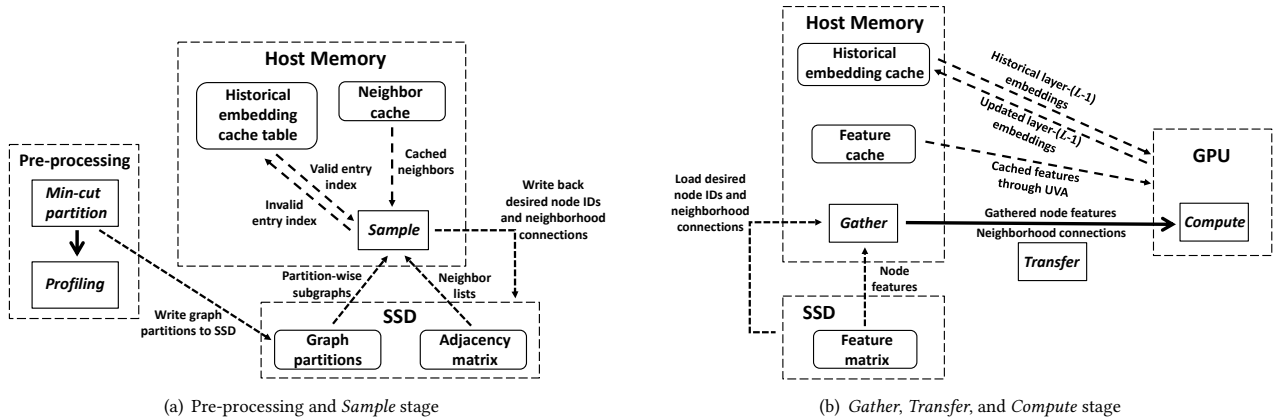 Host Memory
Historical
embedding
cache table
Neighbor
cache
Pre-processing
Min-cut
partition
Profiling
Valid entry
index
Invalid
entry index
Cached
neighbors
Sample
Write back
desired node IDs
and neighborhood
connections
Partition-wise
subgraphs
Neighbor
lists
Write graph
partitions to SSD
SSD
Graph
partitions
Adjacency
matrix
(a) Pre-processing and Sample stage
Host Memory
Historical
embedding cache
Historical layer-(L-1)
embeddings
Updated layer-(L-1)
embeddings
Feature
cache
Cached features
through UVA
GPU
Load desired
node IDs and
neighborhood
connections
Gather
Gathered node features
Neighborhood connections
Compute
Transfer
Node
features
SSD
Feature
matrix
(b) Gather, Transfer, and Compute stage